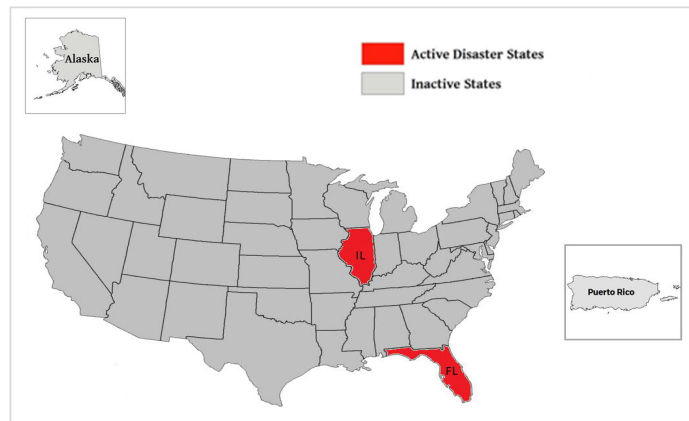 Alaska
Active Disaster States
Inactive States
IL
Puerto Rico
FL